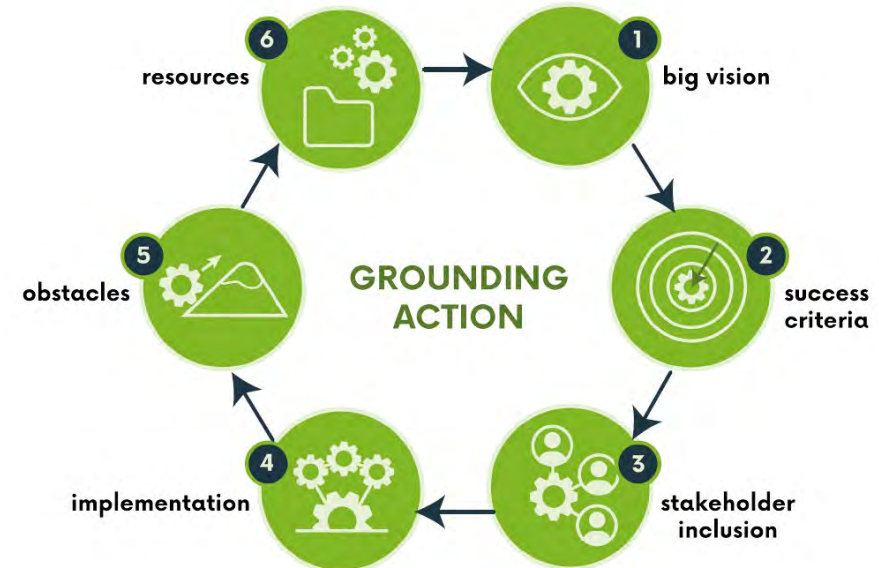 1
big vision
2
success
criteria
3
stakeholder
inclusion
4
implementation
5
obstacles
6
resources
GROUNDING
ACTION